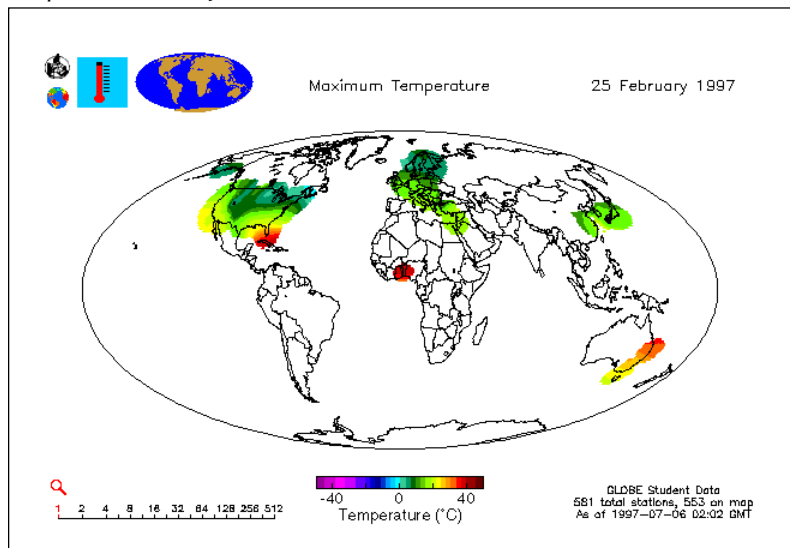 Maximum Temperature
25 February 1997
1 2 4 8 16 32 64 128 256 512
-40 0 40
Temperature (°C)
GLOBE Student Data
581 total stations, 553 on map
As of 1997-07-06 02:02 GMT